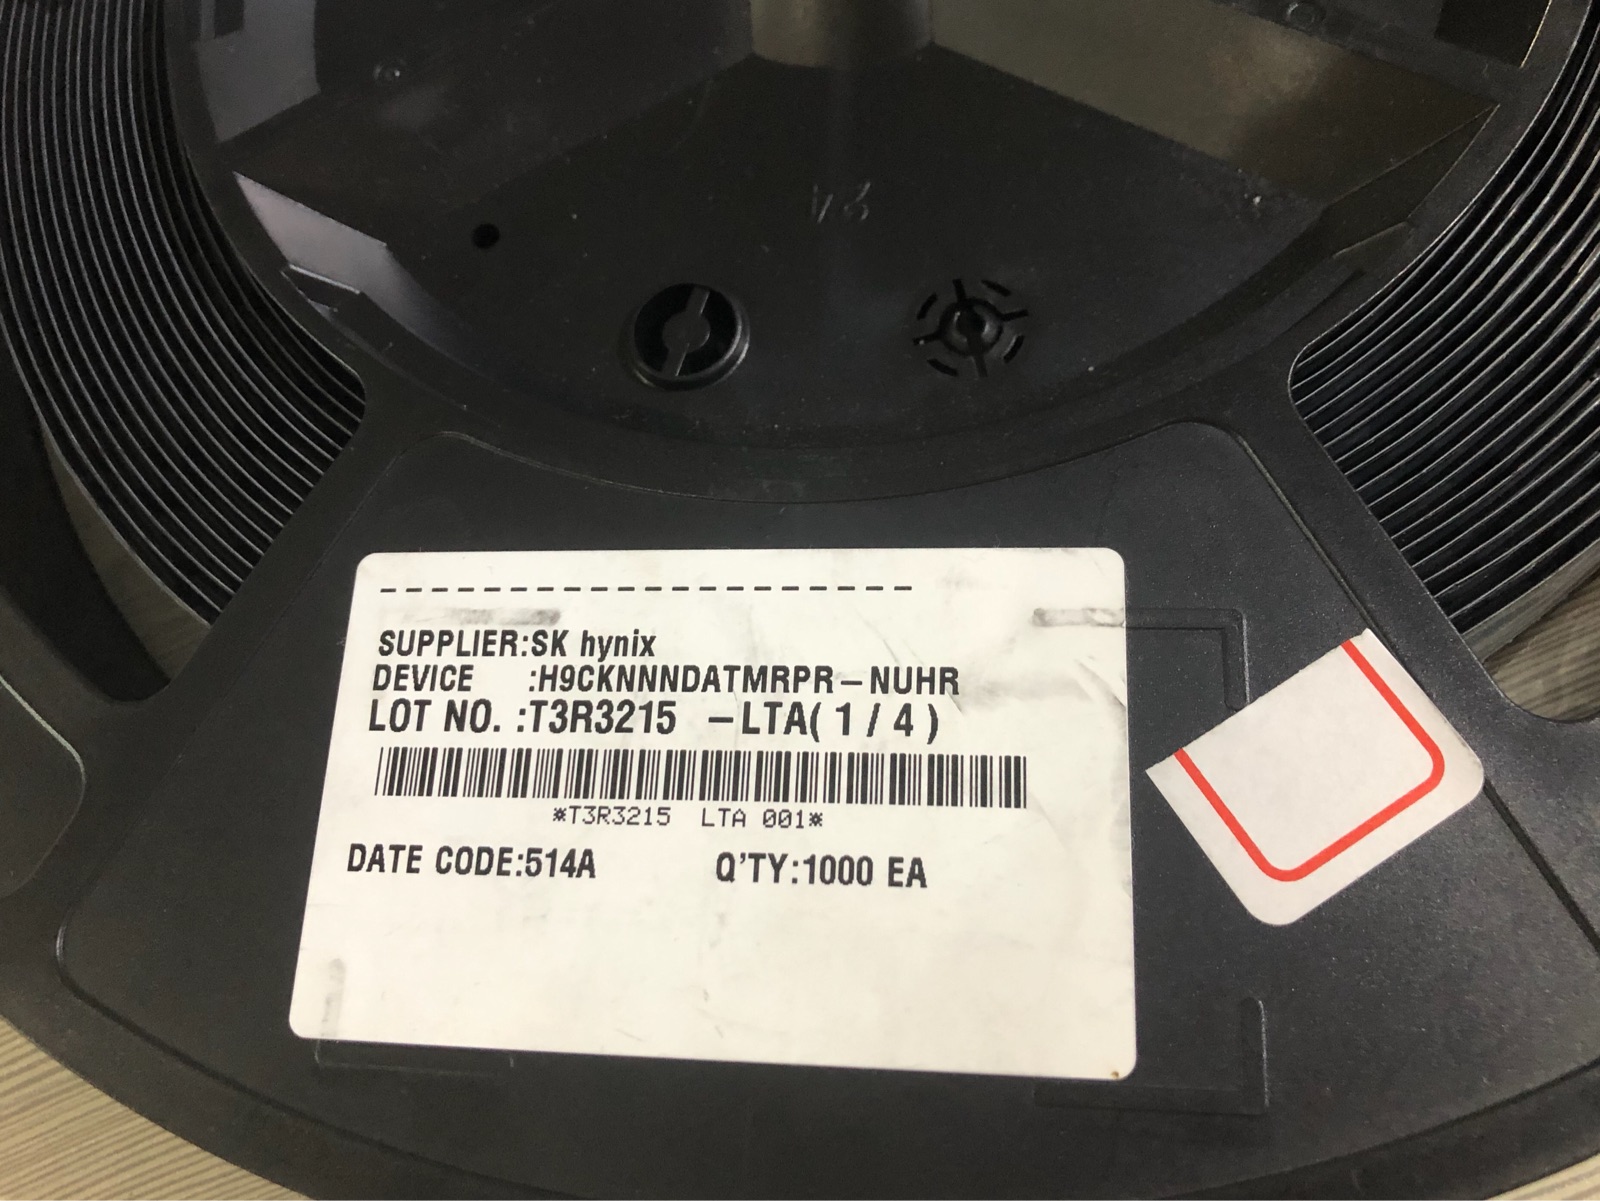 24
- - - - - - - - - - - - - - - - - - -
SUPPLIER:SK hynix
DEVICE :H9CKNNNDATMRPR-NUHR
LOT NO. :T3R3215 -LTA( 1 / 4 )
*T3R3215 LTA 001*
DATE CODE:514A Q'TY:1000 EA